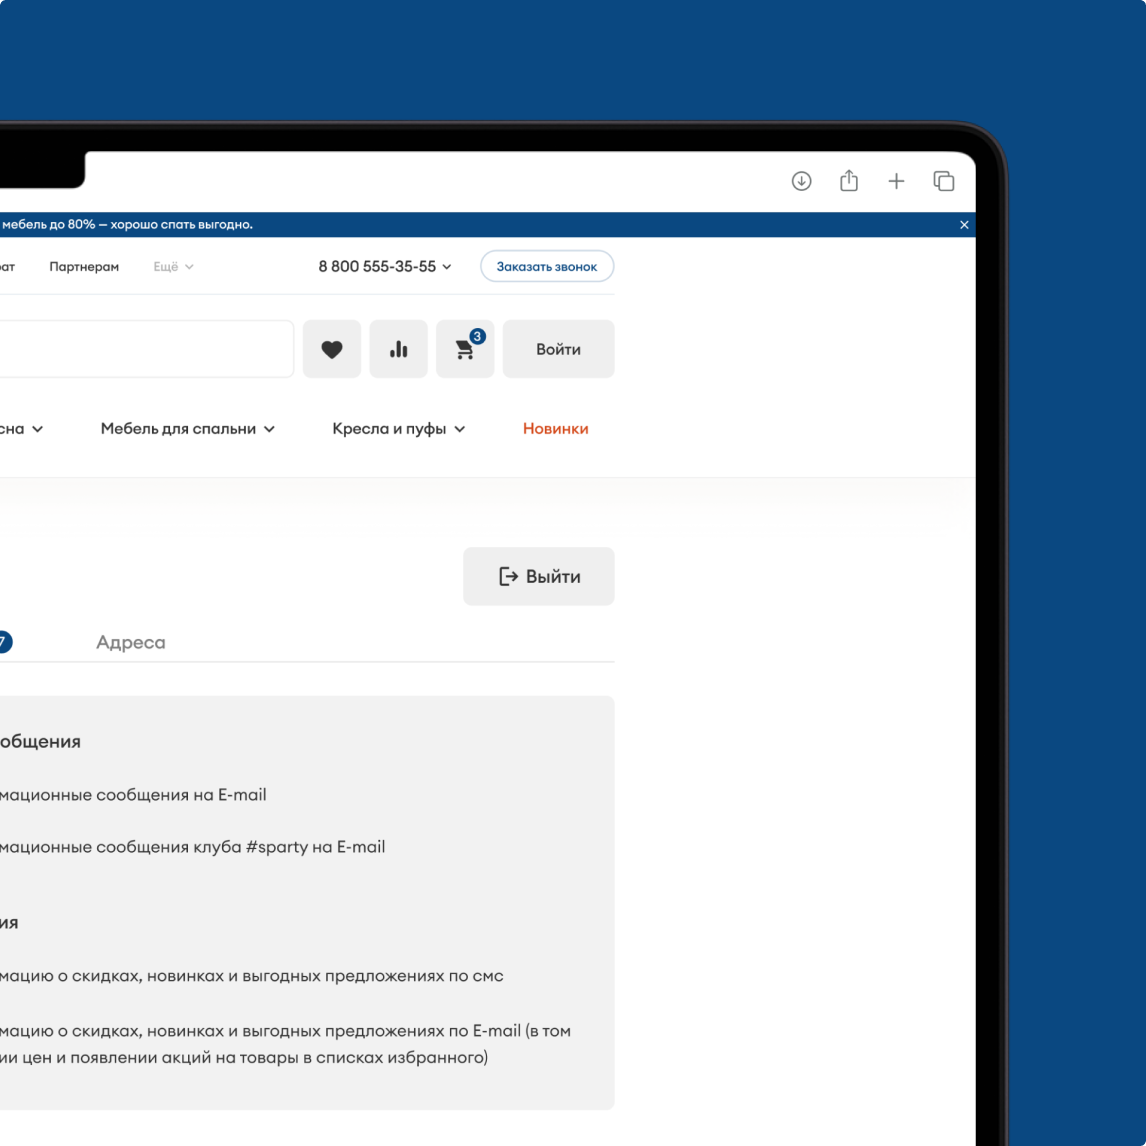 мебель до 80% — хорошо спать выгодно.
Партнерам Ещё 8 800 555-35-55 Заказать звонок
3
Войти
Мебель для спальни Кресла и пуфы Новинки
Выйти
7 Адреса
общения
мационные сообщения на E-mail
мационные сообщения клуба #sparty на E-mail
ия
мацию о скидках, новинках и выгодных предложениях по смс
мацию о скидках, новинках и выгодных предложениях по E-mail (в том
ии цен и появлении акций на товары в списках избранного)